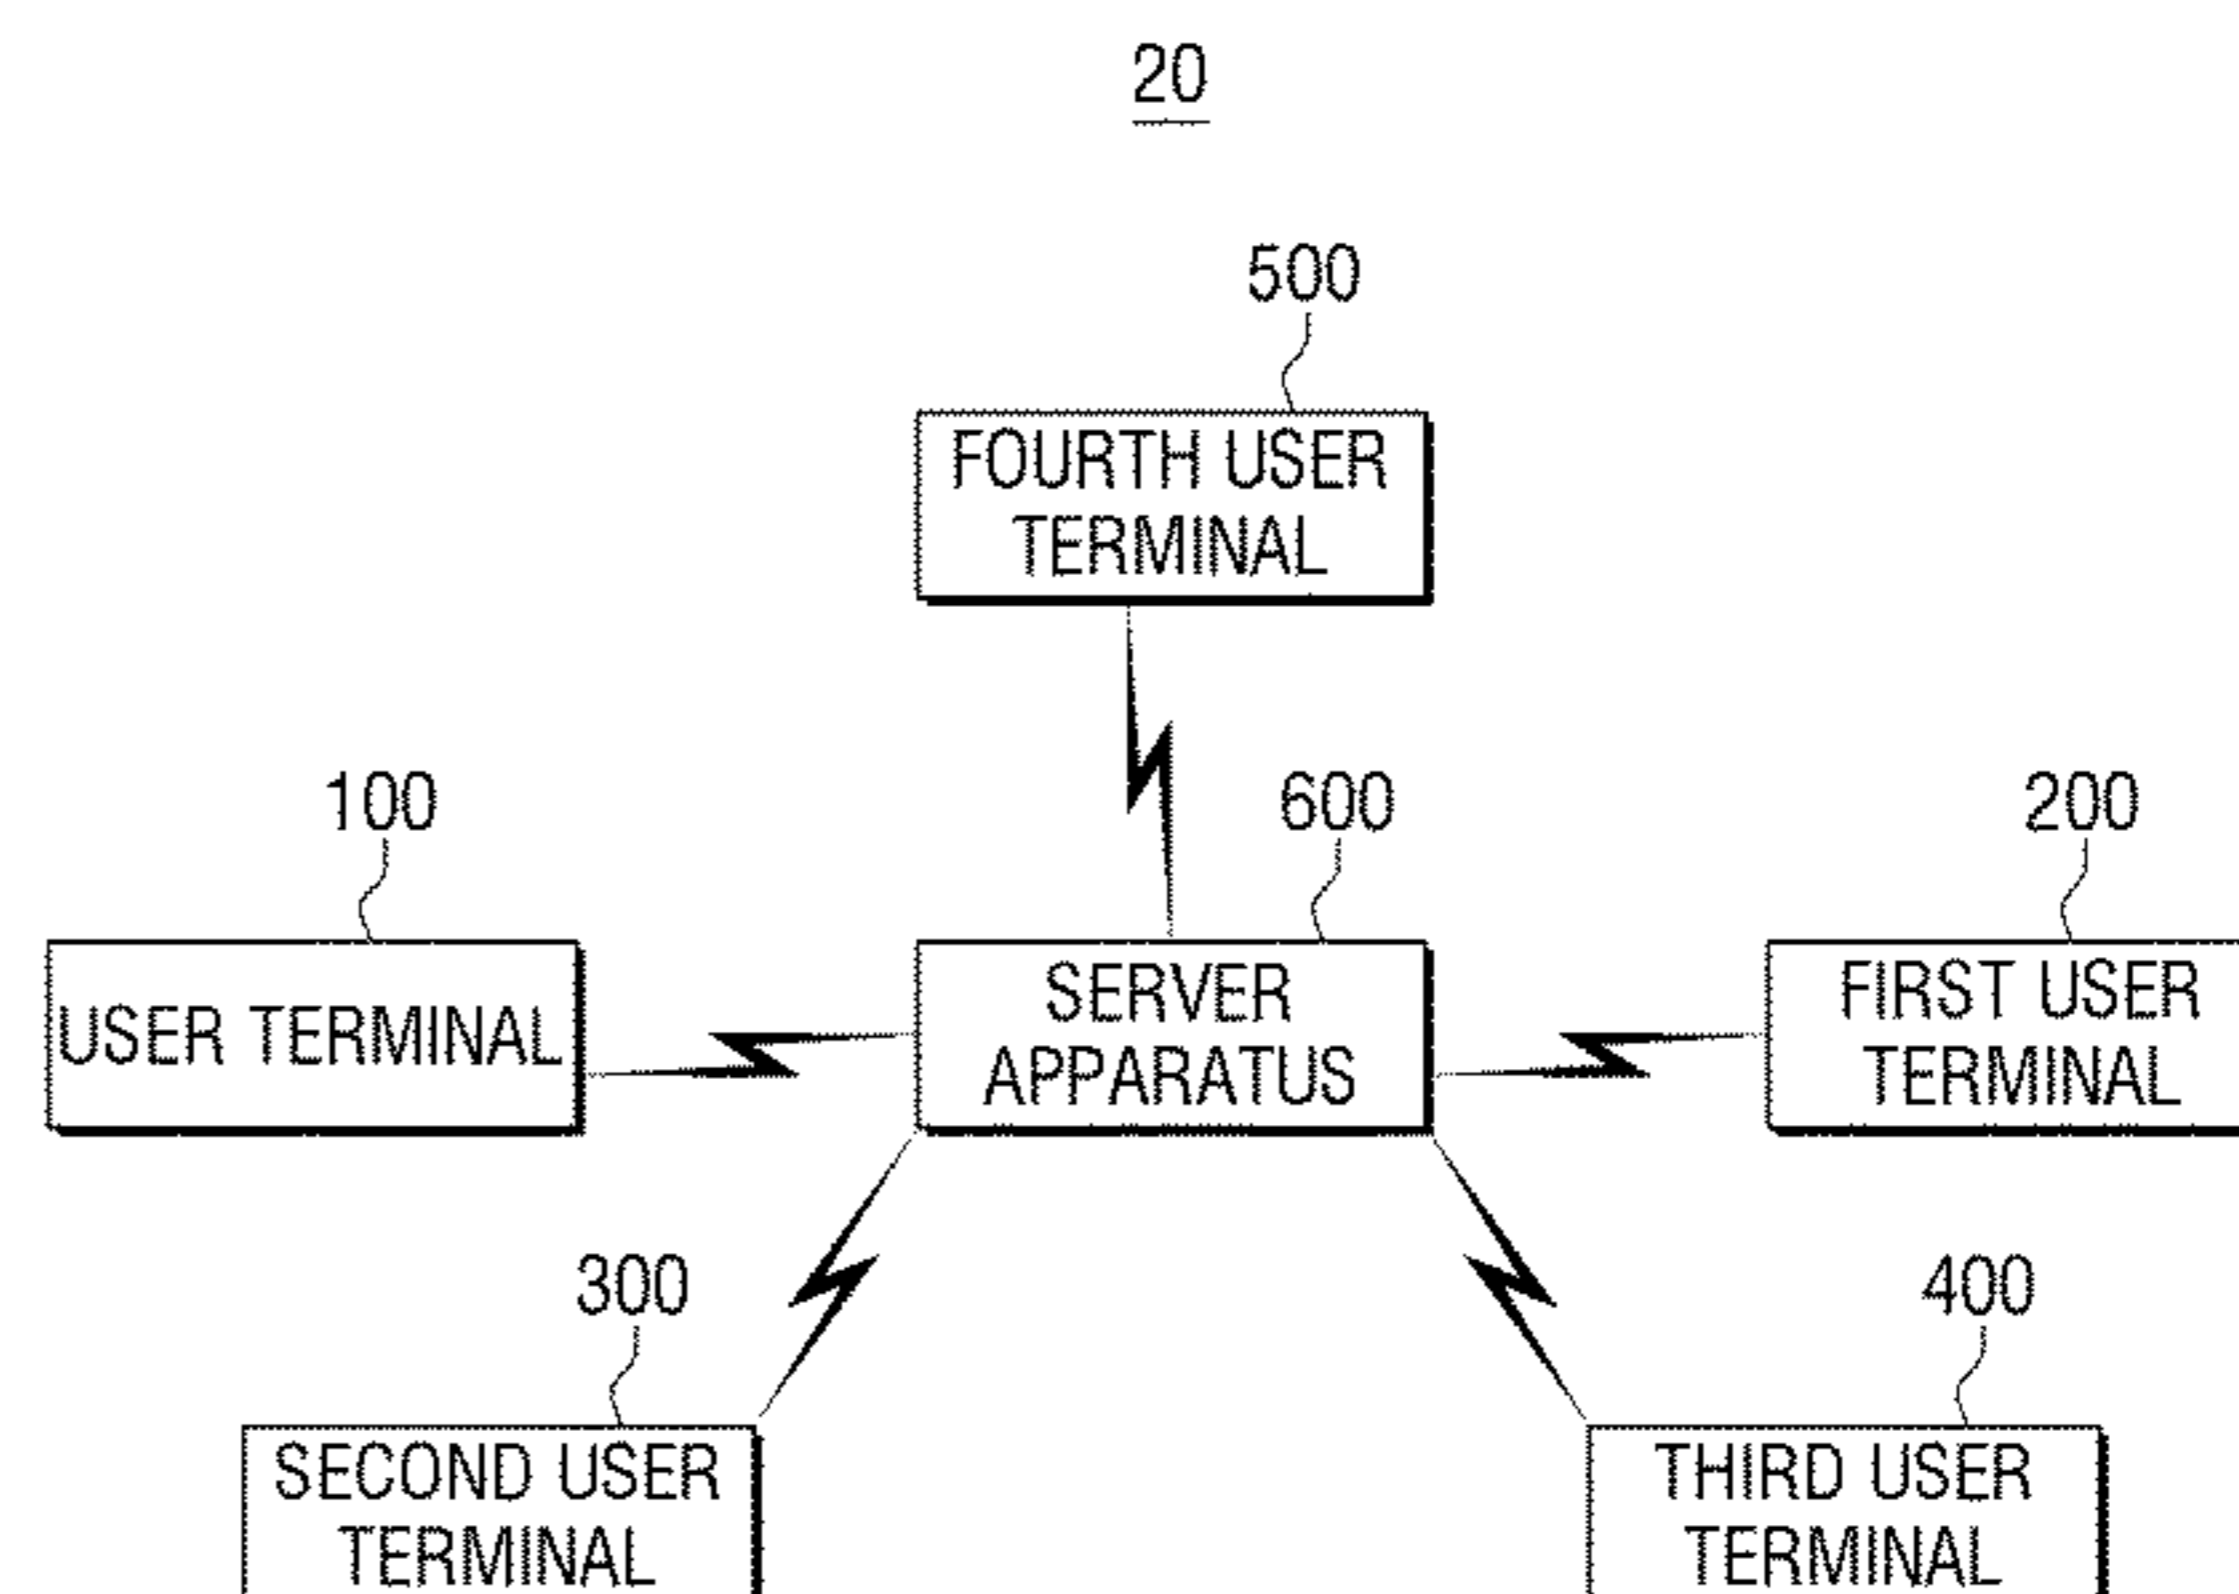 20
500
FOURTH USER
TERMINAL
100
600
200
USER TERMINAL
SERVER
APPARATUS
FIRST USER
TERMINAL
300
400
SECOND USER
TERMINAL
THIRD USER
TERMINAL